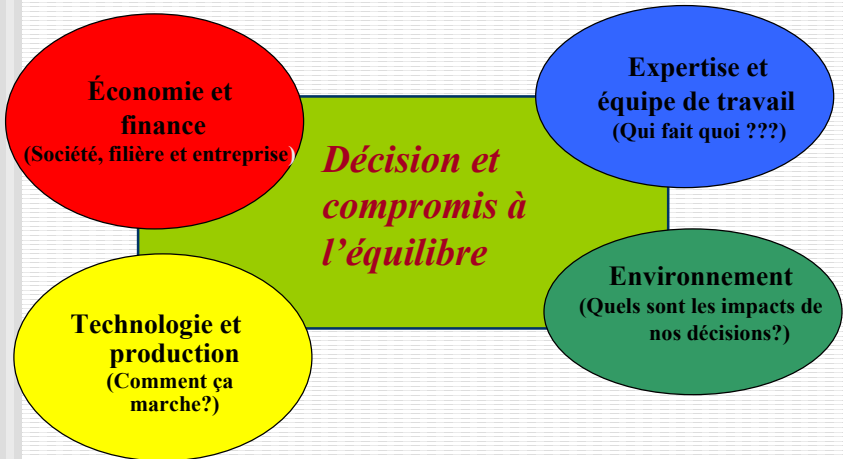 Économie et
finance
(Société, filière et entreprise)
Expertise et
équipe de travail
(Qui fait quoi ???)
Décision et
compromis à
l’équilibre
Technologie et
production
(Comment ça
marche?)
Environnement
(Quels sont les impacts de
nos décisions?)